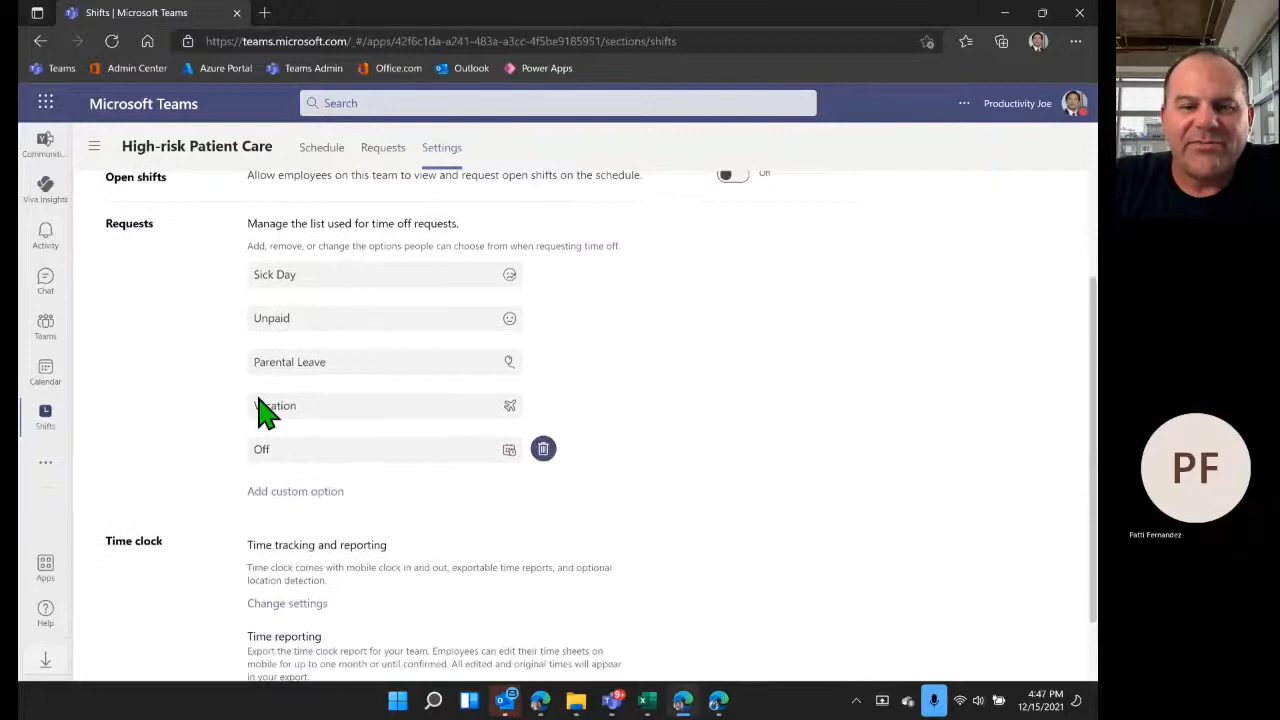 Shifts | Microsoft Teams
https://teams.microsoft.com/_#/apps/42f6c1da-a241-483a-a3cc-4f5be9185951/sections/shifts
Teams Admin Center Azure Portal Teams Admin Office.com Outlook Power Apps
Microsoft Teams Search Productivity Joe
Communiti...
High-risk Patient Care Schedule Requests Settings
Viva Insights
Open shifts Allow employees on this team to view and request open shifts on the schedule. Off
Activity
Requests Manage the list used for time off requests.
Add, remove, or change the options people can choose from when requesting time off.
Sick Day
Chat
Unpaid
Teams
Parental Leave
Calendar
Vacation
Shifts
Off
PF
Add custom option
Patti Fernandez
Time clock Time tracking and reporting
Time clock comes with mobile clock in and out, exportable time reports, and optional
location detection.
Apps
Change settings
Help
Time reporting
Export the time clock report for your team. Employees can edit their time sheets on
mobile for up to one month or until confirmed. All edited and original times will appear
in your export.
9+
4:47 PM
12/15/2021